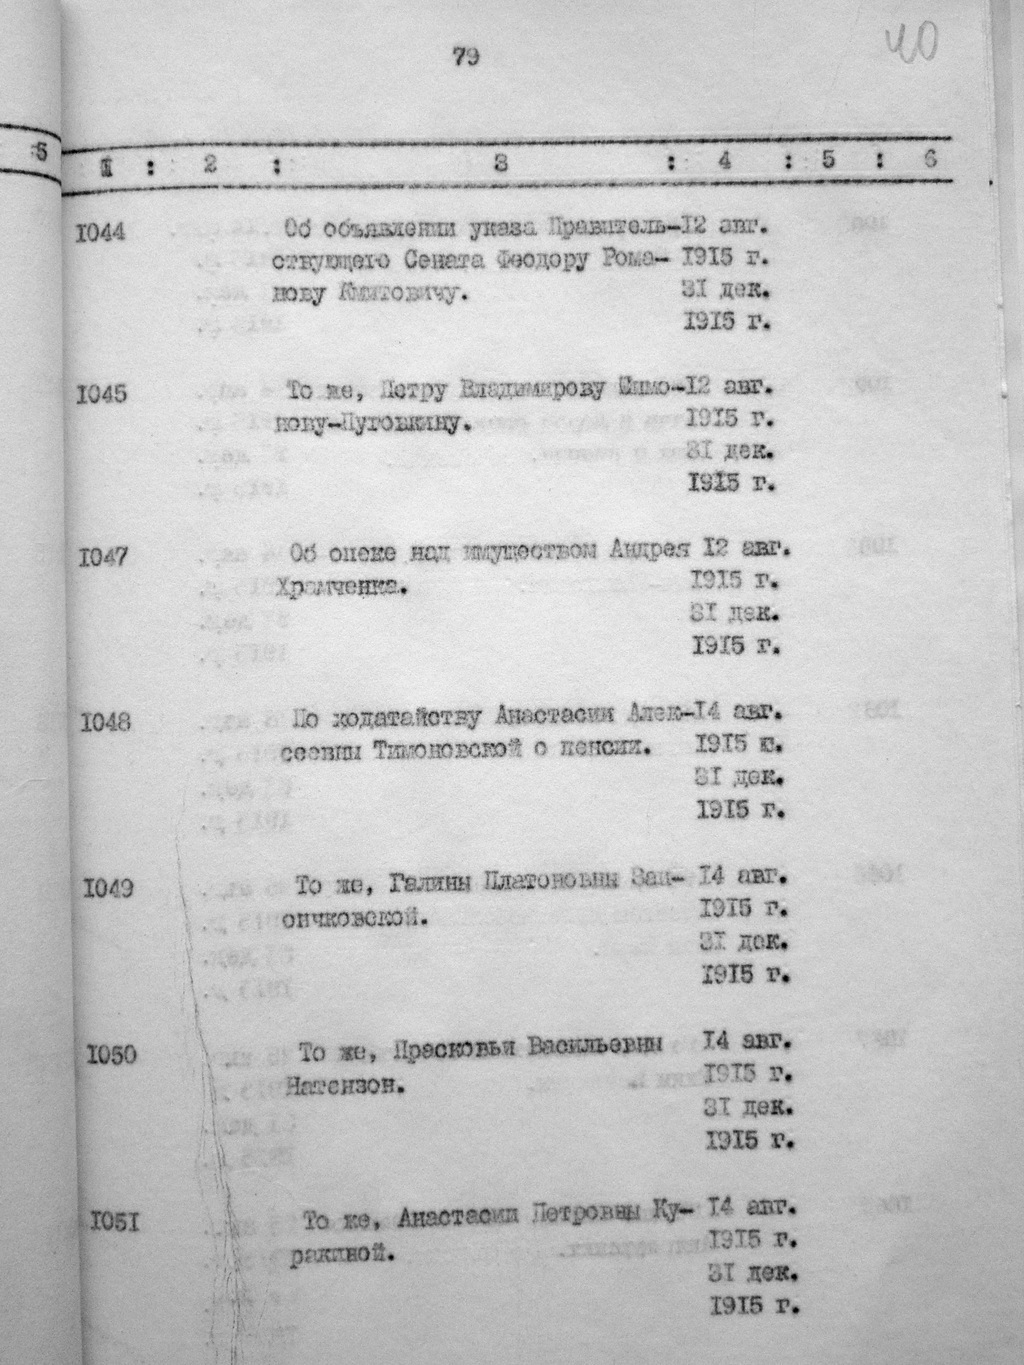 40
79
5
1 : 2 : 3 : 4 : 5 : 6
1044 Об объявлении указа Правитель- 12 авг.
ствующего Сената Феодору Рома- 1915 г.
нову Кмитовичу. 31 дек.
1915 г.
1045 То же, Петру Владимирову Симо- 12 авг.
нову-Пуговкину. 1915 г.
31 дек.
1915 г.
1047 Об опеке над имуществом Андрея 12 авг.
Храмченка. 1915 г.
31 дек.
1915 г.
1048 По ходатайству Анастасии Алек- 14 авг.
сеевны Тимоновской о пенсии. 1915 г.
31 дек.
1915 г.
1049 То же, Галины Платоновны Заи- 14 авг.
ончковской. 1915 г.
31 дек.
1915 г.
1050 То же, Прасковьи Васильевны 14 авг.
Натензон. 1915 г.
31 дек.
1915 г.
1051 То же, Анастасии Петровны Ку- 14 авг.
ракиной. 1915 г.
31 дек.
1915 г.